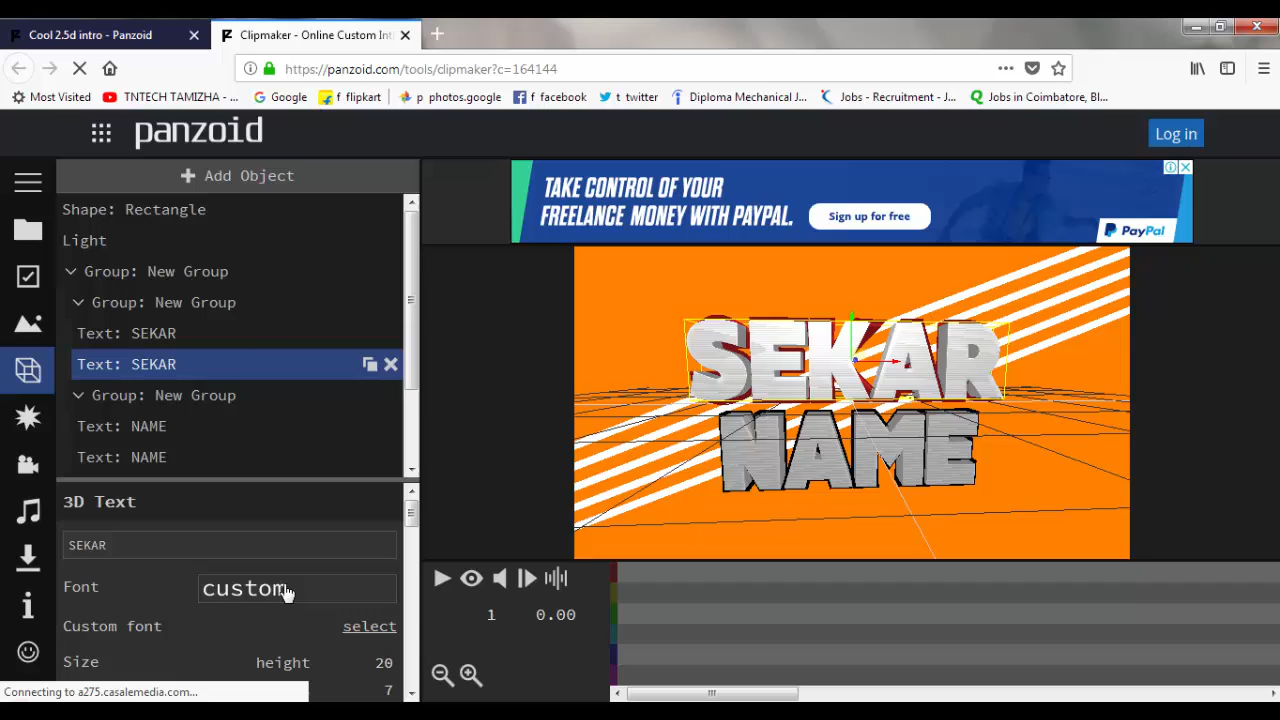 Cool 2.5d intro - Panzoid
Clipmaker - Online Custom Int
https://panzoid.com/tools/clipmaker?c=164144
Most Visited
TNTECH TAMIZHA - ...
Google
f flipkart
p photos.google
f facebook
t twitter
Diploma Mechanical J...
Jobs - Recruitment - J...
Jobs in Coimbatore, Bl...
panzoid
Log in
Add Object
Shape: Rectangle
Light
Group: New Group
Group: New Group
Text: SEKAR
Text: SEKAR
Group: New Group
Text: NAME
Text: NAME
TAKE CONTROL OF YOUR
FREELANCE MONEY WITH PAYPAL.
Sign up for free
PayPal
SEKAR
NAME
3D Text
SEKAR
Font
custom
Custom font
select
Size
height
20
7
1
0.00
Connecting to a275.casalemedia.com...